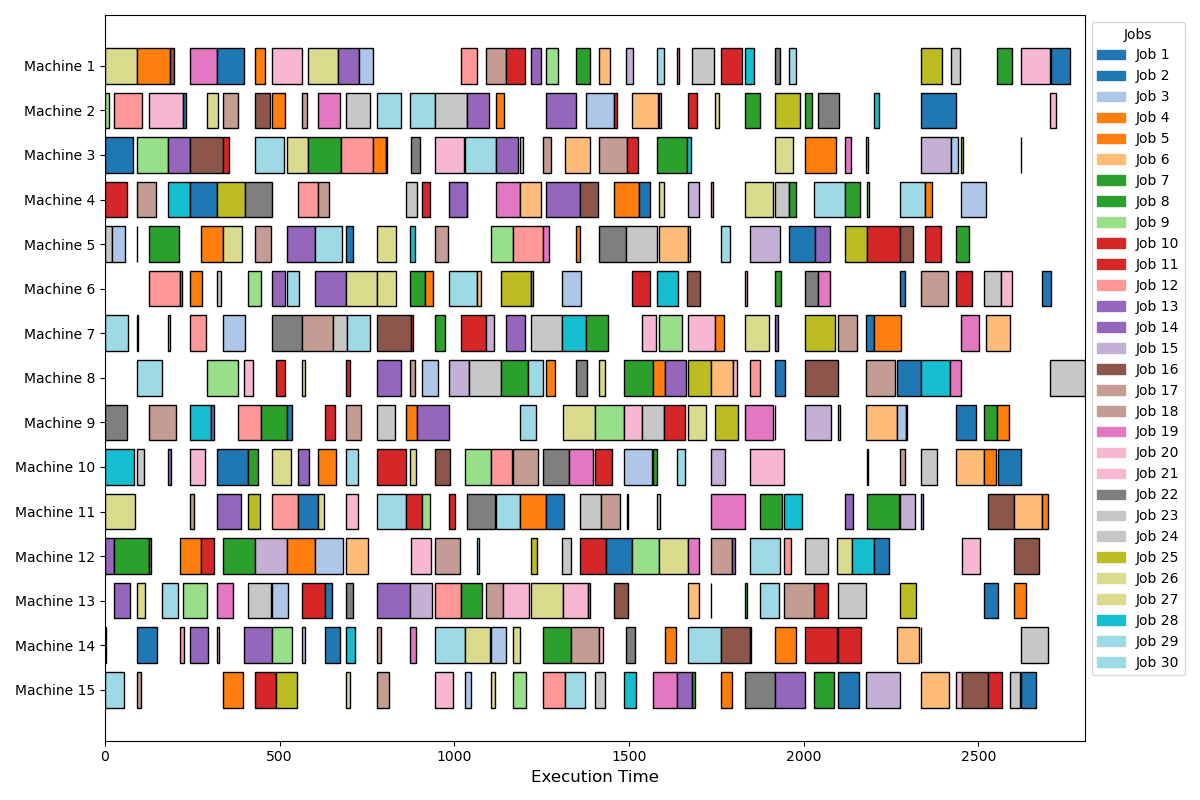 Machine 1
Machine 2
Machine 3
Machine 4
Machine 5
Machine 6
Machine 7
Machine 8
Machine 9
Machine 10
Machine 11
Machine 12
Machine 13
Machine 14
Machine 15
0 500 1000 1500 2000 2500
Execution Time
Jobs
Job 1
Job 2
Job 3
Job 4
Job 5
Job 6
Job 7
Job 8
Job 9
Job 10
Job 11
Job 12
Job 13
Job 14
Job 15
Job 16
Job 17
Job 18
Job 19
Job 20
Job 21
Job 22
Job 23
Job 24
Job 25
Job 26
Job 27
Job 28
Job 29
Job 30